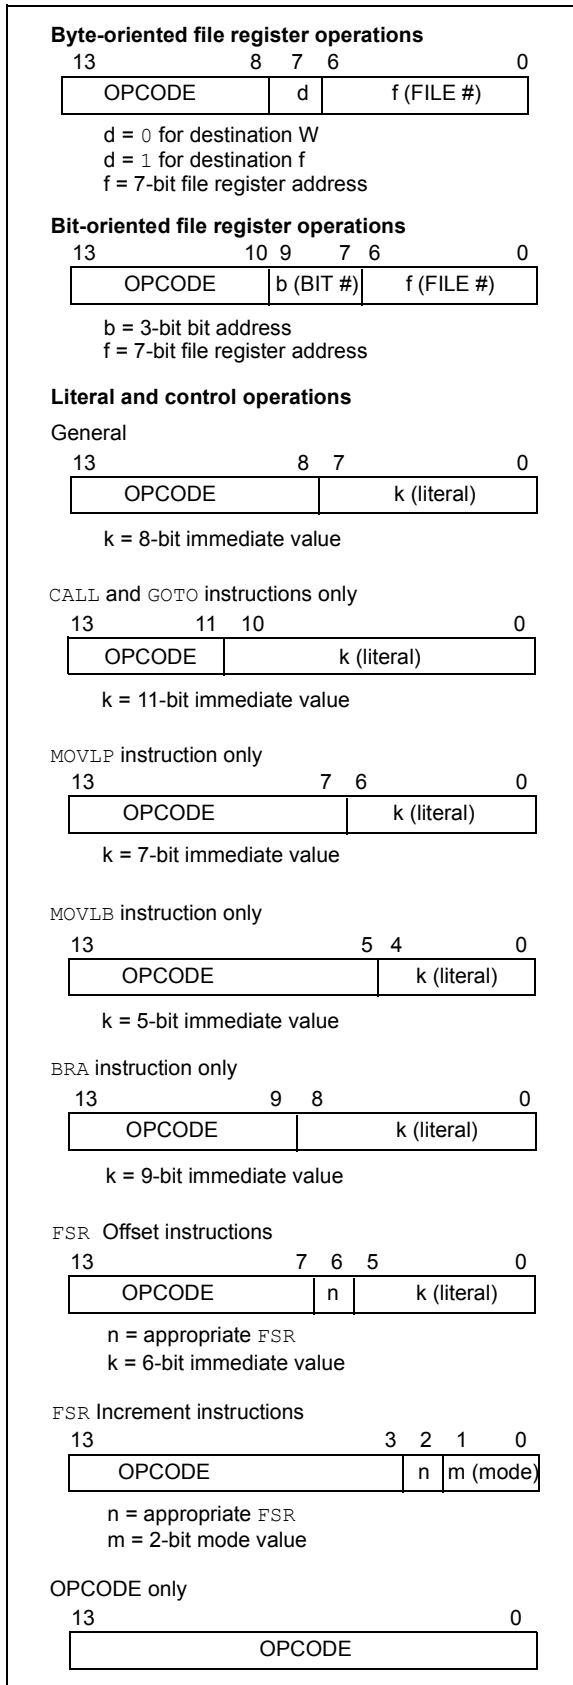 Byte-oriented file register operations
13 8 7 6 0
OPCODE d f (FILE #)
d = 0 for destination W
d = 1 for destination f
f = 7-bit file register address
Bit-oriented file register operations
13 10 9 7 6 0
OPCODE b (BIT #) f (FILE #)
b = 3-bit bit address
f = 7-bit file register address
Literal and control operations
General
13 8 7 0
OPCODE k (literal)
k = 8-bit immediate value
CALL and GOTO instructions only
13 11 10 0
OPCODE k (literal)
k = 11-bit immediate value
MOVLP instruction only
13 7 6 0
OPCODE k (literal)
k = 7-bit immediate value
MOVLB instruction only
13 5 4 0
OPCODE k (literal)
k = 5-bit immediate value
BRA instruction only
13 9 8 0
OPCODE k (literal)
k = 9-bit immediate value
FSR Offset instructions
13 7 6 5 0
OPCODE n k (literal)
n = appropriate FSR
k = 6-bit immediate value
FSR Increment instructions
13 3 2 1 0
OPCODE n m (mode)
n = appropriate FSR
m = 2-bit mode value
OPCODE only
13 0
OPCODE